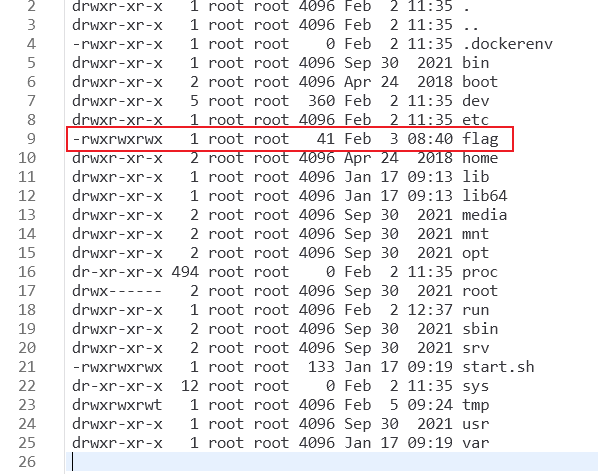 2 drwxr-xr-x   1 root root 4096 Feb  2 11:35 .
3 drwxr-xr-x   1 root root 4096 Feb  2 11:35 ..
4 -rwxr-xr-x   1 root root    0 Feb  2 11:35 .dockerenv
5 drwxr-xr-x   1 root root 4096 Sep 30  2021 bin
6 drwxr-xr-x   2 root root 4096 Apr 24  2018 boot
7 drwxr-xr-x   5 root root  360 Feb  2 11:35 dev
8 drwxr-xr-x   1 root root 4096 Feb  2 11:35 etc
9 -rwxrwxrwx   1 root root   41 Feb  3 08:40 flag
10 drwxr-xr-x   2 root root 4096 Apr 24  2018 home
11 drwxr-xr-x   1 root root 4096 Jan 17 09:13 lib
12 drwxr-xr-x   1 root root 4096 Jan 17 09:13 lib64
13 drwxr-xr-x   2 root root 4096 Sep 30  2021 media
14 drwxr-xr-x   2 root root 4096 Sep 30  2021 mnt
15 drwxr-xr-x   2 root root 4096 Sep 30  2021 opt
16 dr-xr-xr-x 494 root root    0 Feb  2 11:35 proc
17 drwx------   2 root root 4096 Sep 30  2021 root
18 drwxr-xr-x   1 root root 4096 Feb  2 12:37 run
19 drwxr-xr-x   2 root root 4096 Sep 30  2021 sbin
20 drwxr-xr-x   2 root root 4096 Sep 30  2021 srv
21 -rwxrwxrwx   1 root root  133 Jan 17 09:19 start.sh
22 dr-xr-xr-x  12 root root    0 Feb  2 11:35 sys
23 drwxrwxrwt   1 root root 4096 Feb  5 09:24 tmp
24 drwxr-xr-x   1 root root 4096 Sep 30  2021 usr
25 drwxr-xr-x   1 root root 4096 Jan 17 09:19 var
26